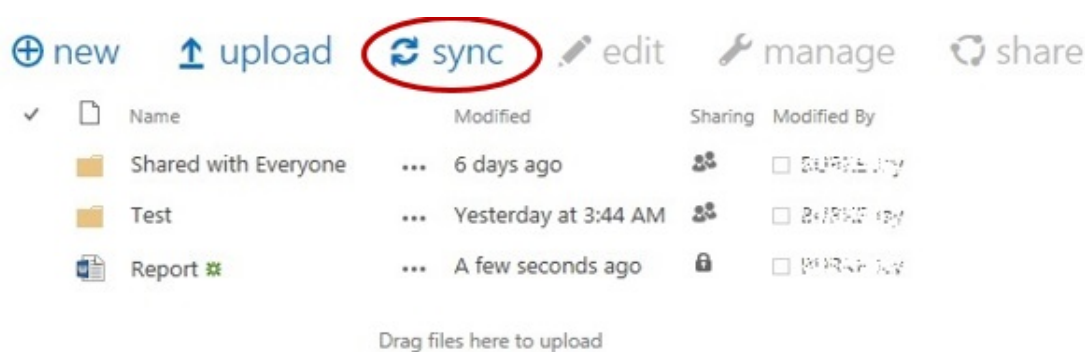 new upload sync edit manage share
Name Modified Sharing Modified By
Shared with Everyone ... 6 days ago
Test ... Yesterday at 3:44 AM
Report ... A few seconds ago
Drag files here to upload